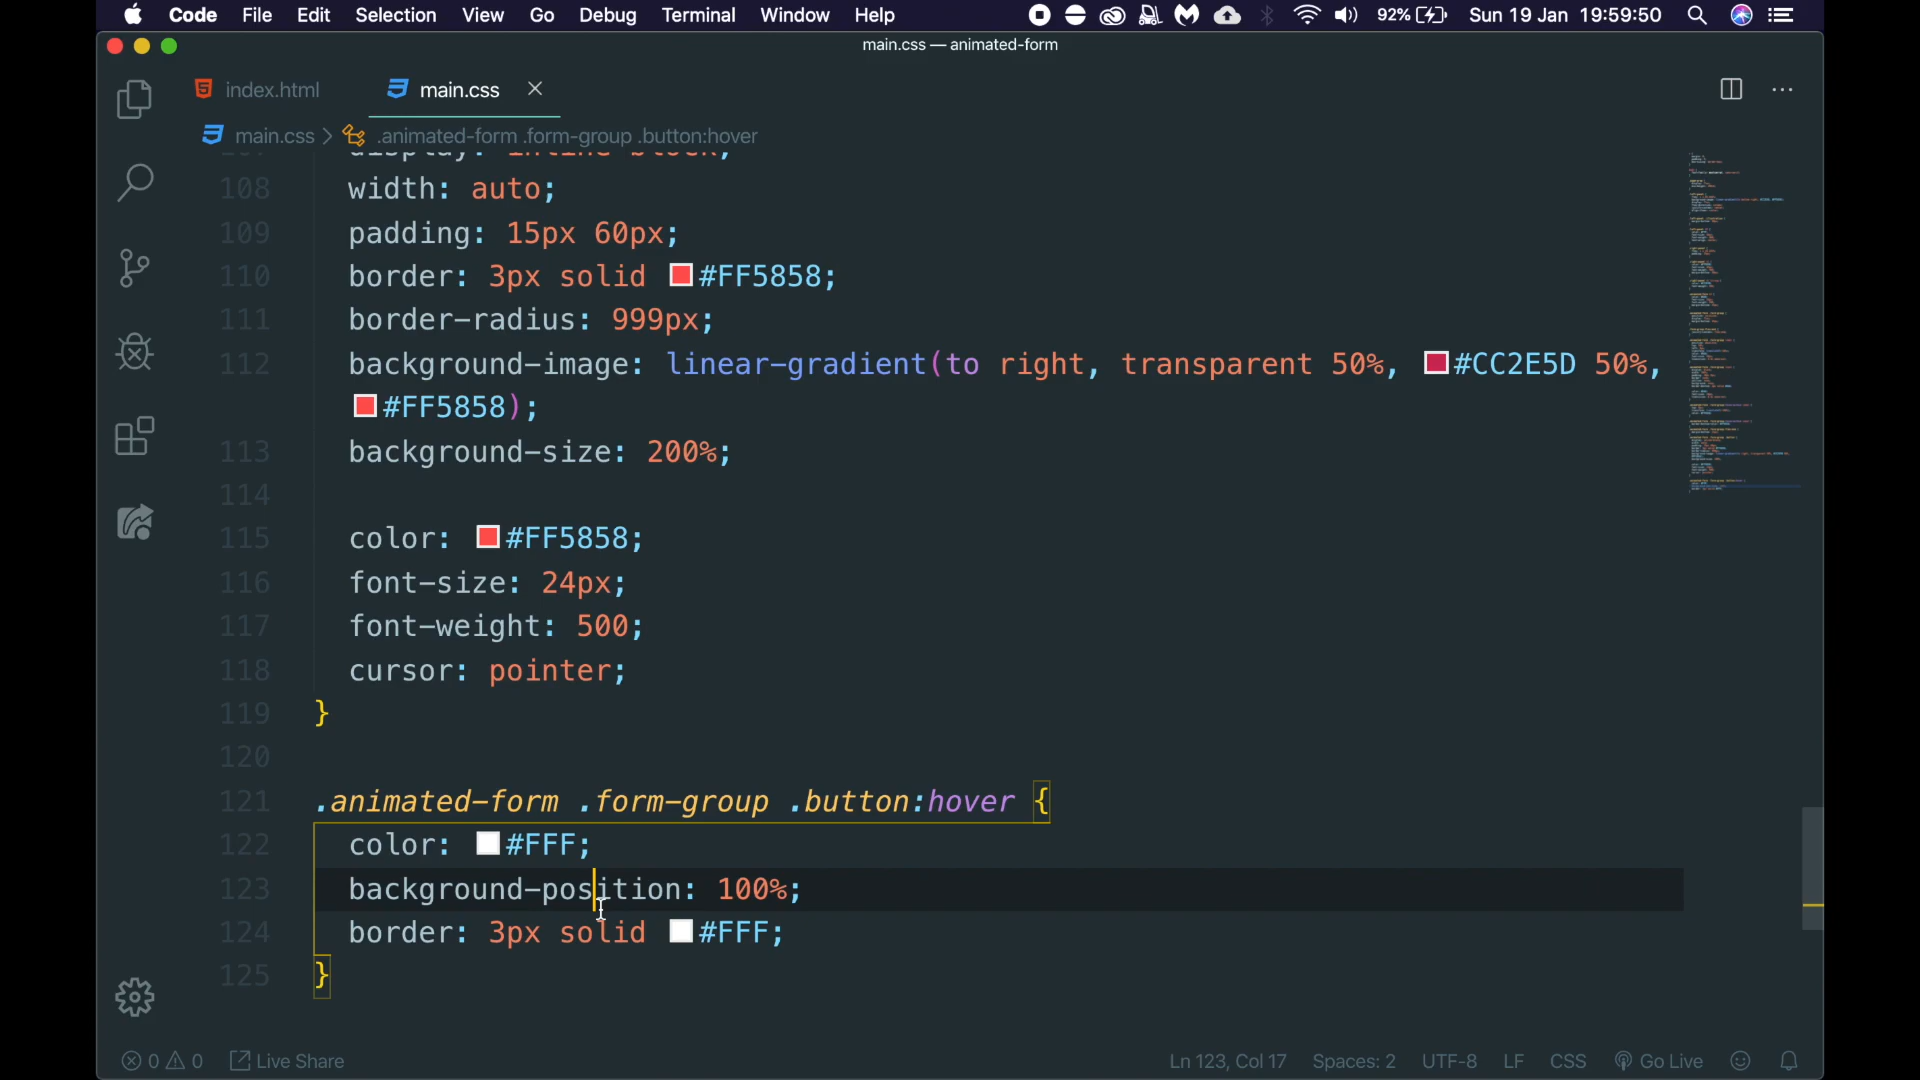 Code File Edit Selection View Go Debug Terminal Window Help 92% Sun 19 Jan 19:59:50
main.css — animated-form
index.html main.css
main.css > .animated-form .form-group .button:hover
display: inline-block;
108 width: auto;
109 padding: 15px 60px;
110 border: 3px solid #FF5858;
111 border-radius: 999px;
112 background-image: linear-gradient(to right, transparent 50%, #CC2E5D 50%,
#FF5858);
113 background-size: 200%;
114
115 color: #FF5858;
116 font-size: 24px;
117 font-weight: 500;
118 cursor: pointer;
119 }
120
121 .animated-form .form-group .button:hover {
122 color: #FFF;
123 background-position: 100%;
124 border: 3px solid #FFF;
125 }
0 0 Live Share Ln 123, Col 17 Spaces: 2 UTF-8 LF CSS Go Live